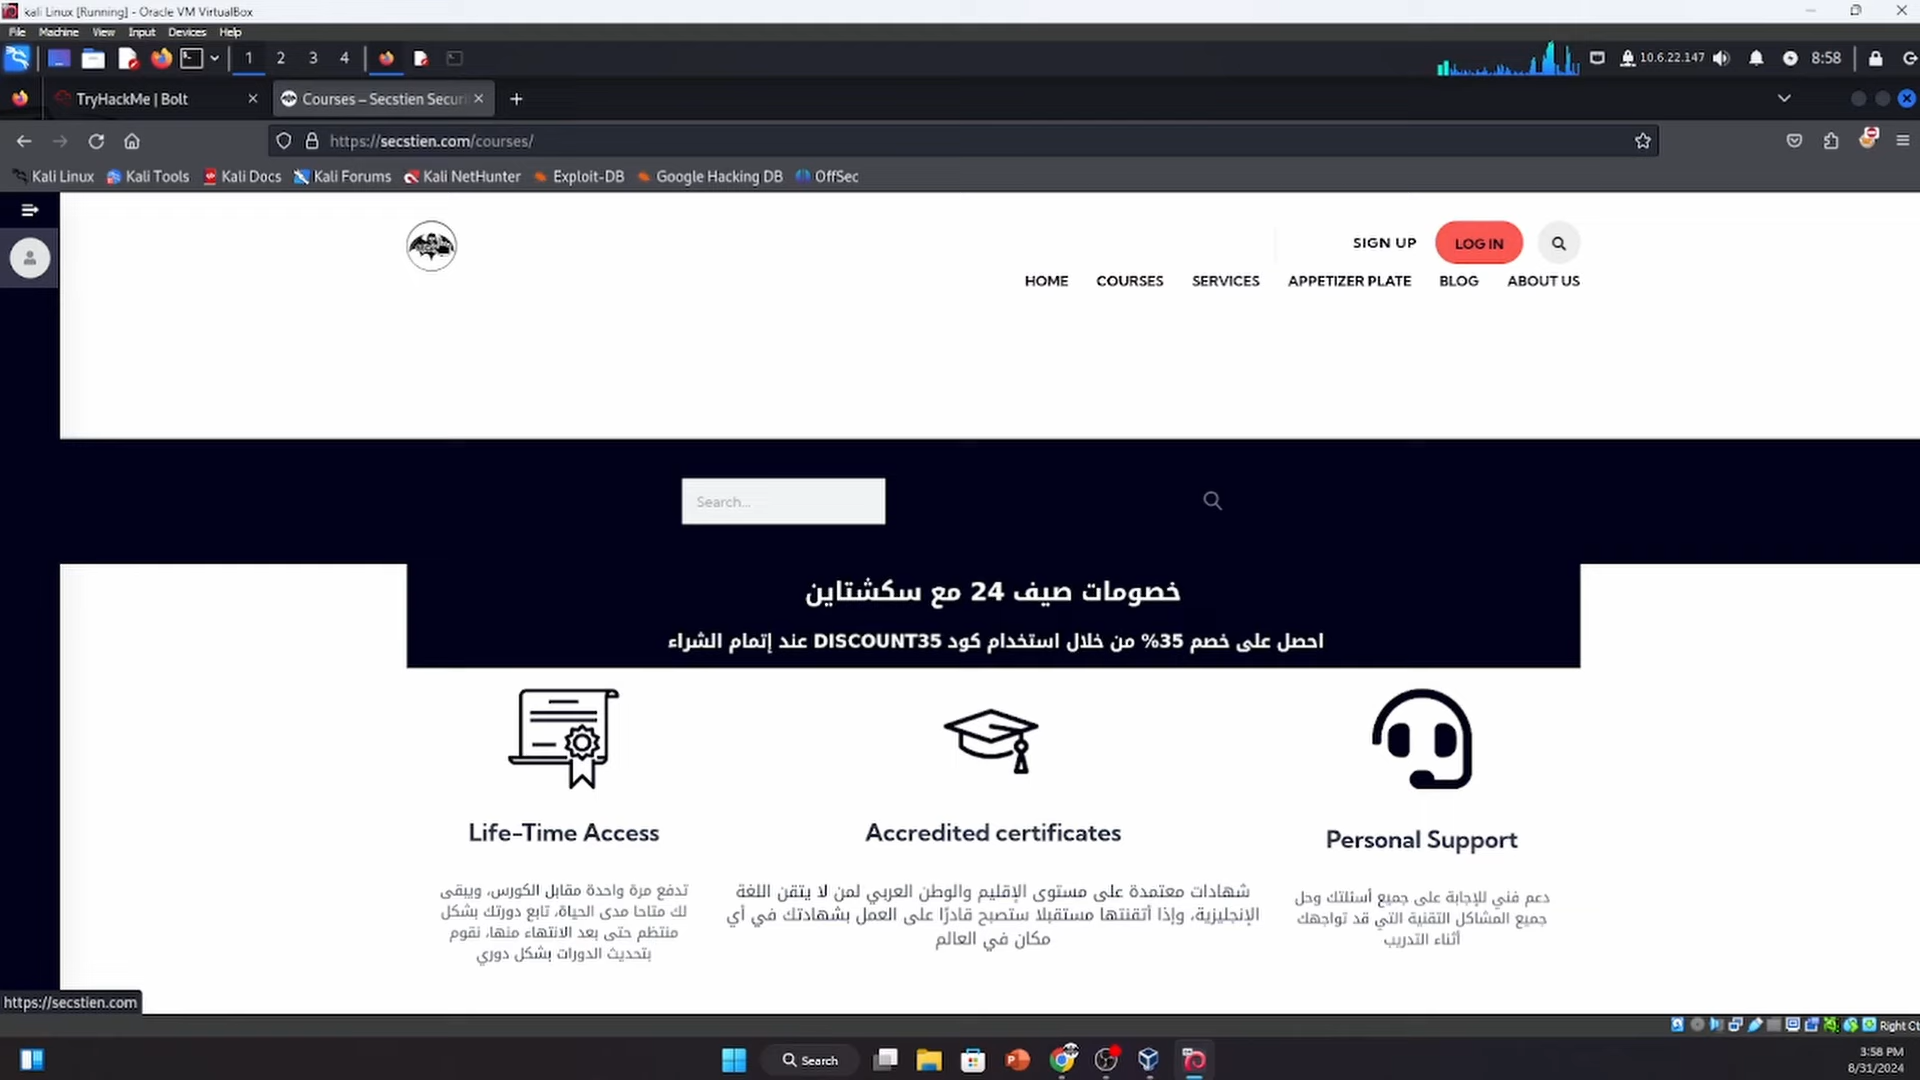 kali Linux [Running] - Oracle VM VirtualBox
File Machine View Input Devices Help
1 2 3 4
10.6.22.147
8:58
TryHackMe | Bolt
Courses – Secstien Securi
https://secstien.com/courses/
Kali Linux Kali Tools Kali Docs Kali Forums Kali NetHunter Exploit-DB Google Hacking DB OffSec
SIGN UP LOG IN
HOME COURSES SERVICES APPETIZER PLATE BLOG ABOUT US
Search...
خصومات صيف 24 مع سكشتاين
احصل على خصم 35% من خلال استخدام كود DISCOUNT35 عند إتمام الشراء
Life-Time Access
تدفع مرة واحدة مقابل الكورس، ويبقى
لك متاحا مدى الحياة، تابع دورتك بشكل
منتظم حتى بعد الانتهاء منها، نقوم
بتحديث الدورات بشكل دوري
Accredited certificates
شهادات معتمدة على مستوى الإقليم والوطن العربي لمن لا يتقن اللغة
الإنجليزية، وإذا أتقنتها مستقبلا ستصبح قادرًا على العمل بشهادتك في أي
مكان في العالم
Personal Support
دعم فني للإجابة على جميع أسئلتك وحل
جميع المشاكل التقنية التي قد تواجهك
أثناء التدريب
https://secstien.com
Right Ct
Search
3:58 PM
8/31/2024